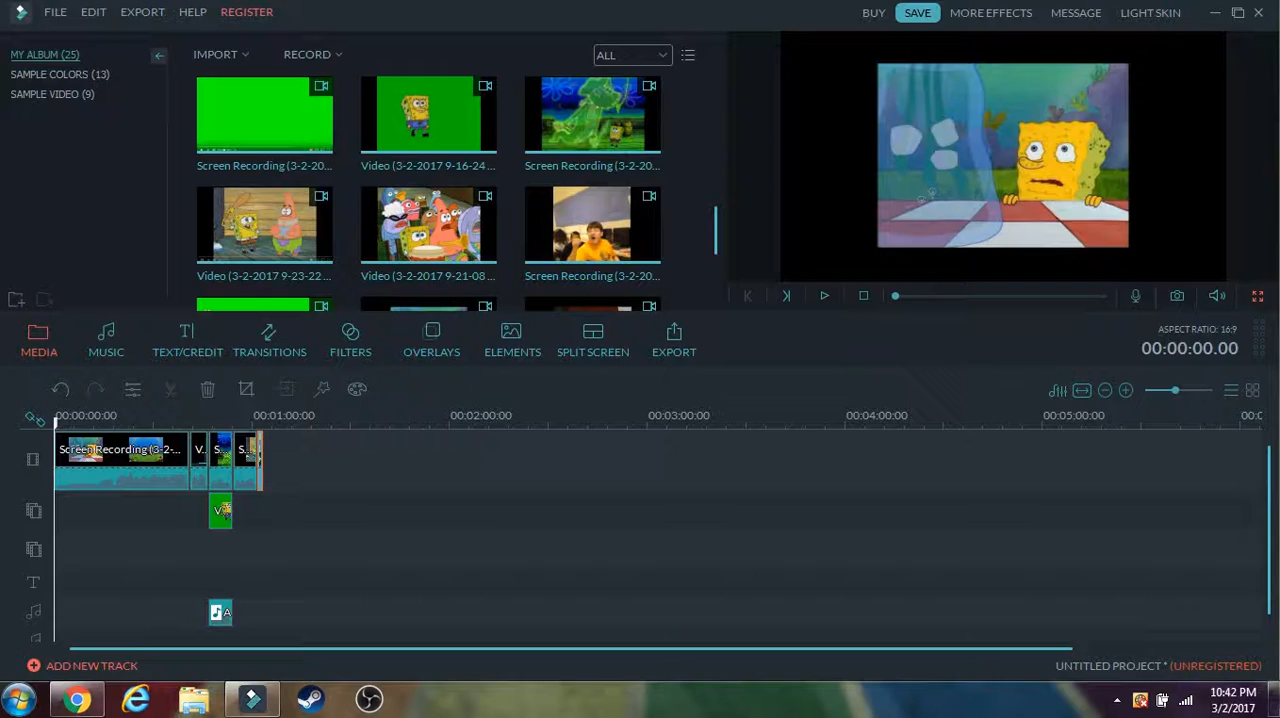 FILE EDIT EXPORT HELP REGISTER BUY SAVE MORE EFFECTS MESSAGE LIGHT SKIN
MY ALBUM (25)
SAMPLE COLORS (13)
SAMPLE VIDEO (9)
IMPORT RECORD ALL
Screen Recording (3-2-20... Video (3-2-2017 9-16-24 ... Screen Recording (3-2-20...
Video (3-2-2017 9-23-22 ... Video (3-2-2017 9-21-08 ... Screen Recording (3-2-20...
MEDIA MUSIC TEXT/CREDIT TRANSITIONS FILTERS OVERLAYS ELEMENTS SPLIT SCREEN EXPORT
ASPECT RATIO: 16:9
00:00:00.00
00:00:00:00 00:01:00:00 00:02:00:00 00:03:00:00 00:04:00:00 00:05:00:00 00:0
Screen Recording (3-2-... V... S... S...
V
T
A
ADD NEW TRACK UNTITLED PROJECT * (UNREGISTERED)
10:42 PM
3/2/2017